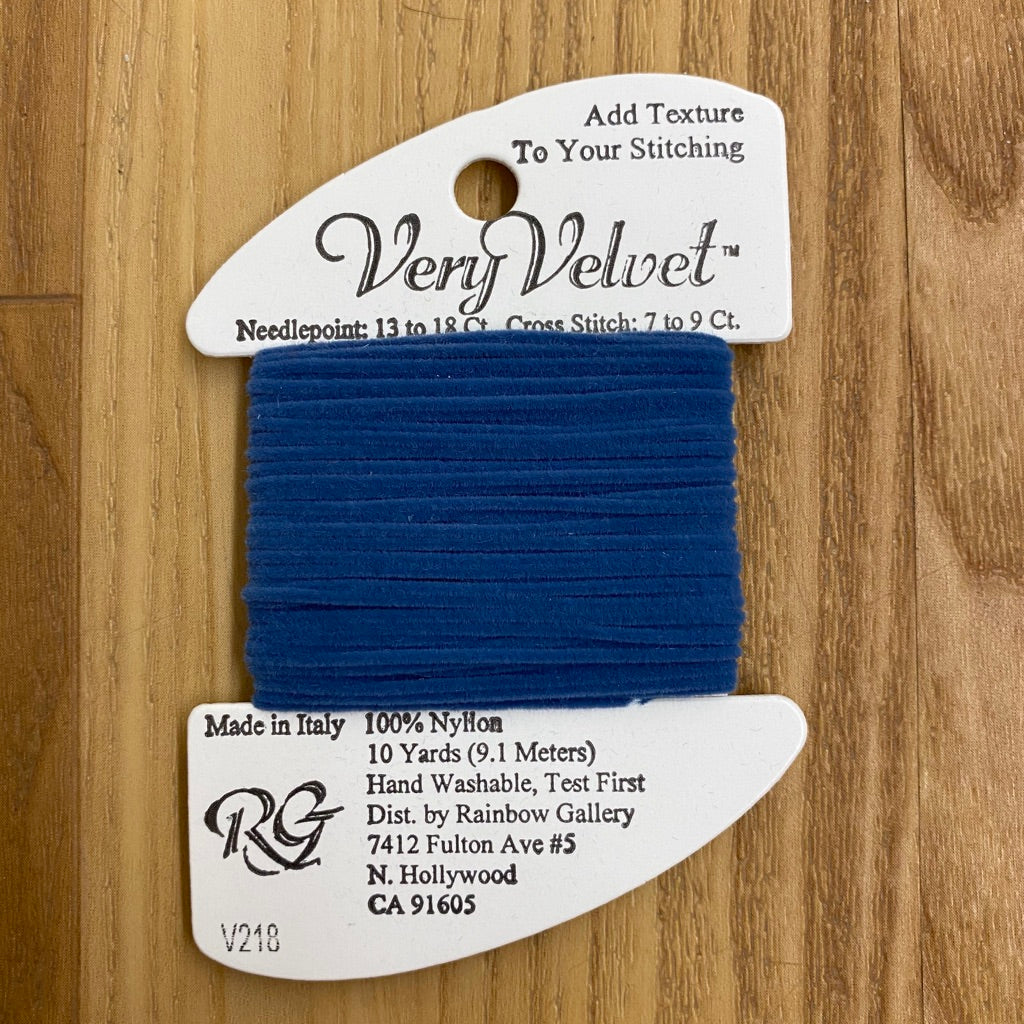 Add Texture
To Your Stitching
Very Velvet™
Needlepoint: 13 to 18 Ct. Cross Stitch: 7 to 9 Ct.
Made in Italy 100% Nylon
10 Yards (9.1 Meters)
Hand Washable, Test First
Dist. by Rainbow Gallery
RG
7412 Fulton Ave #5
N. Hollywood
CA 91605
V218